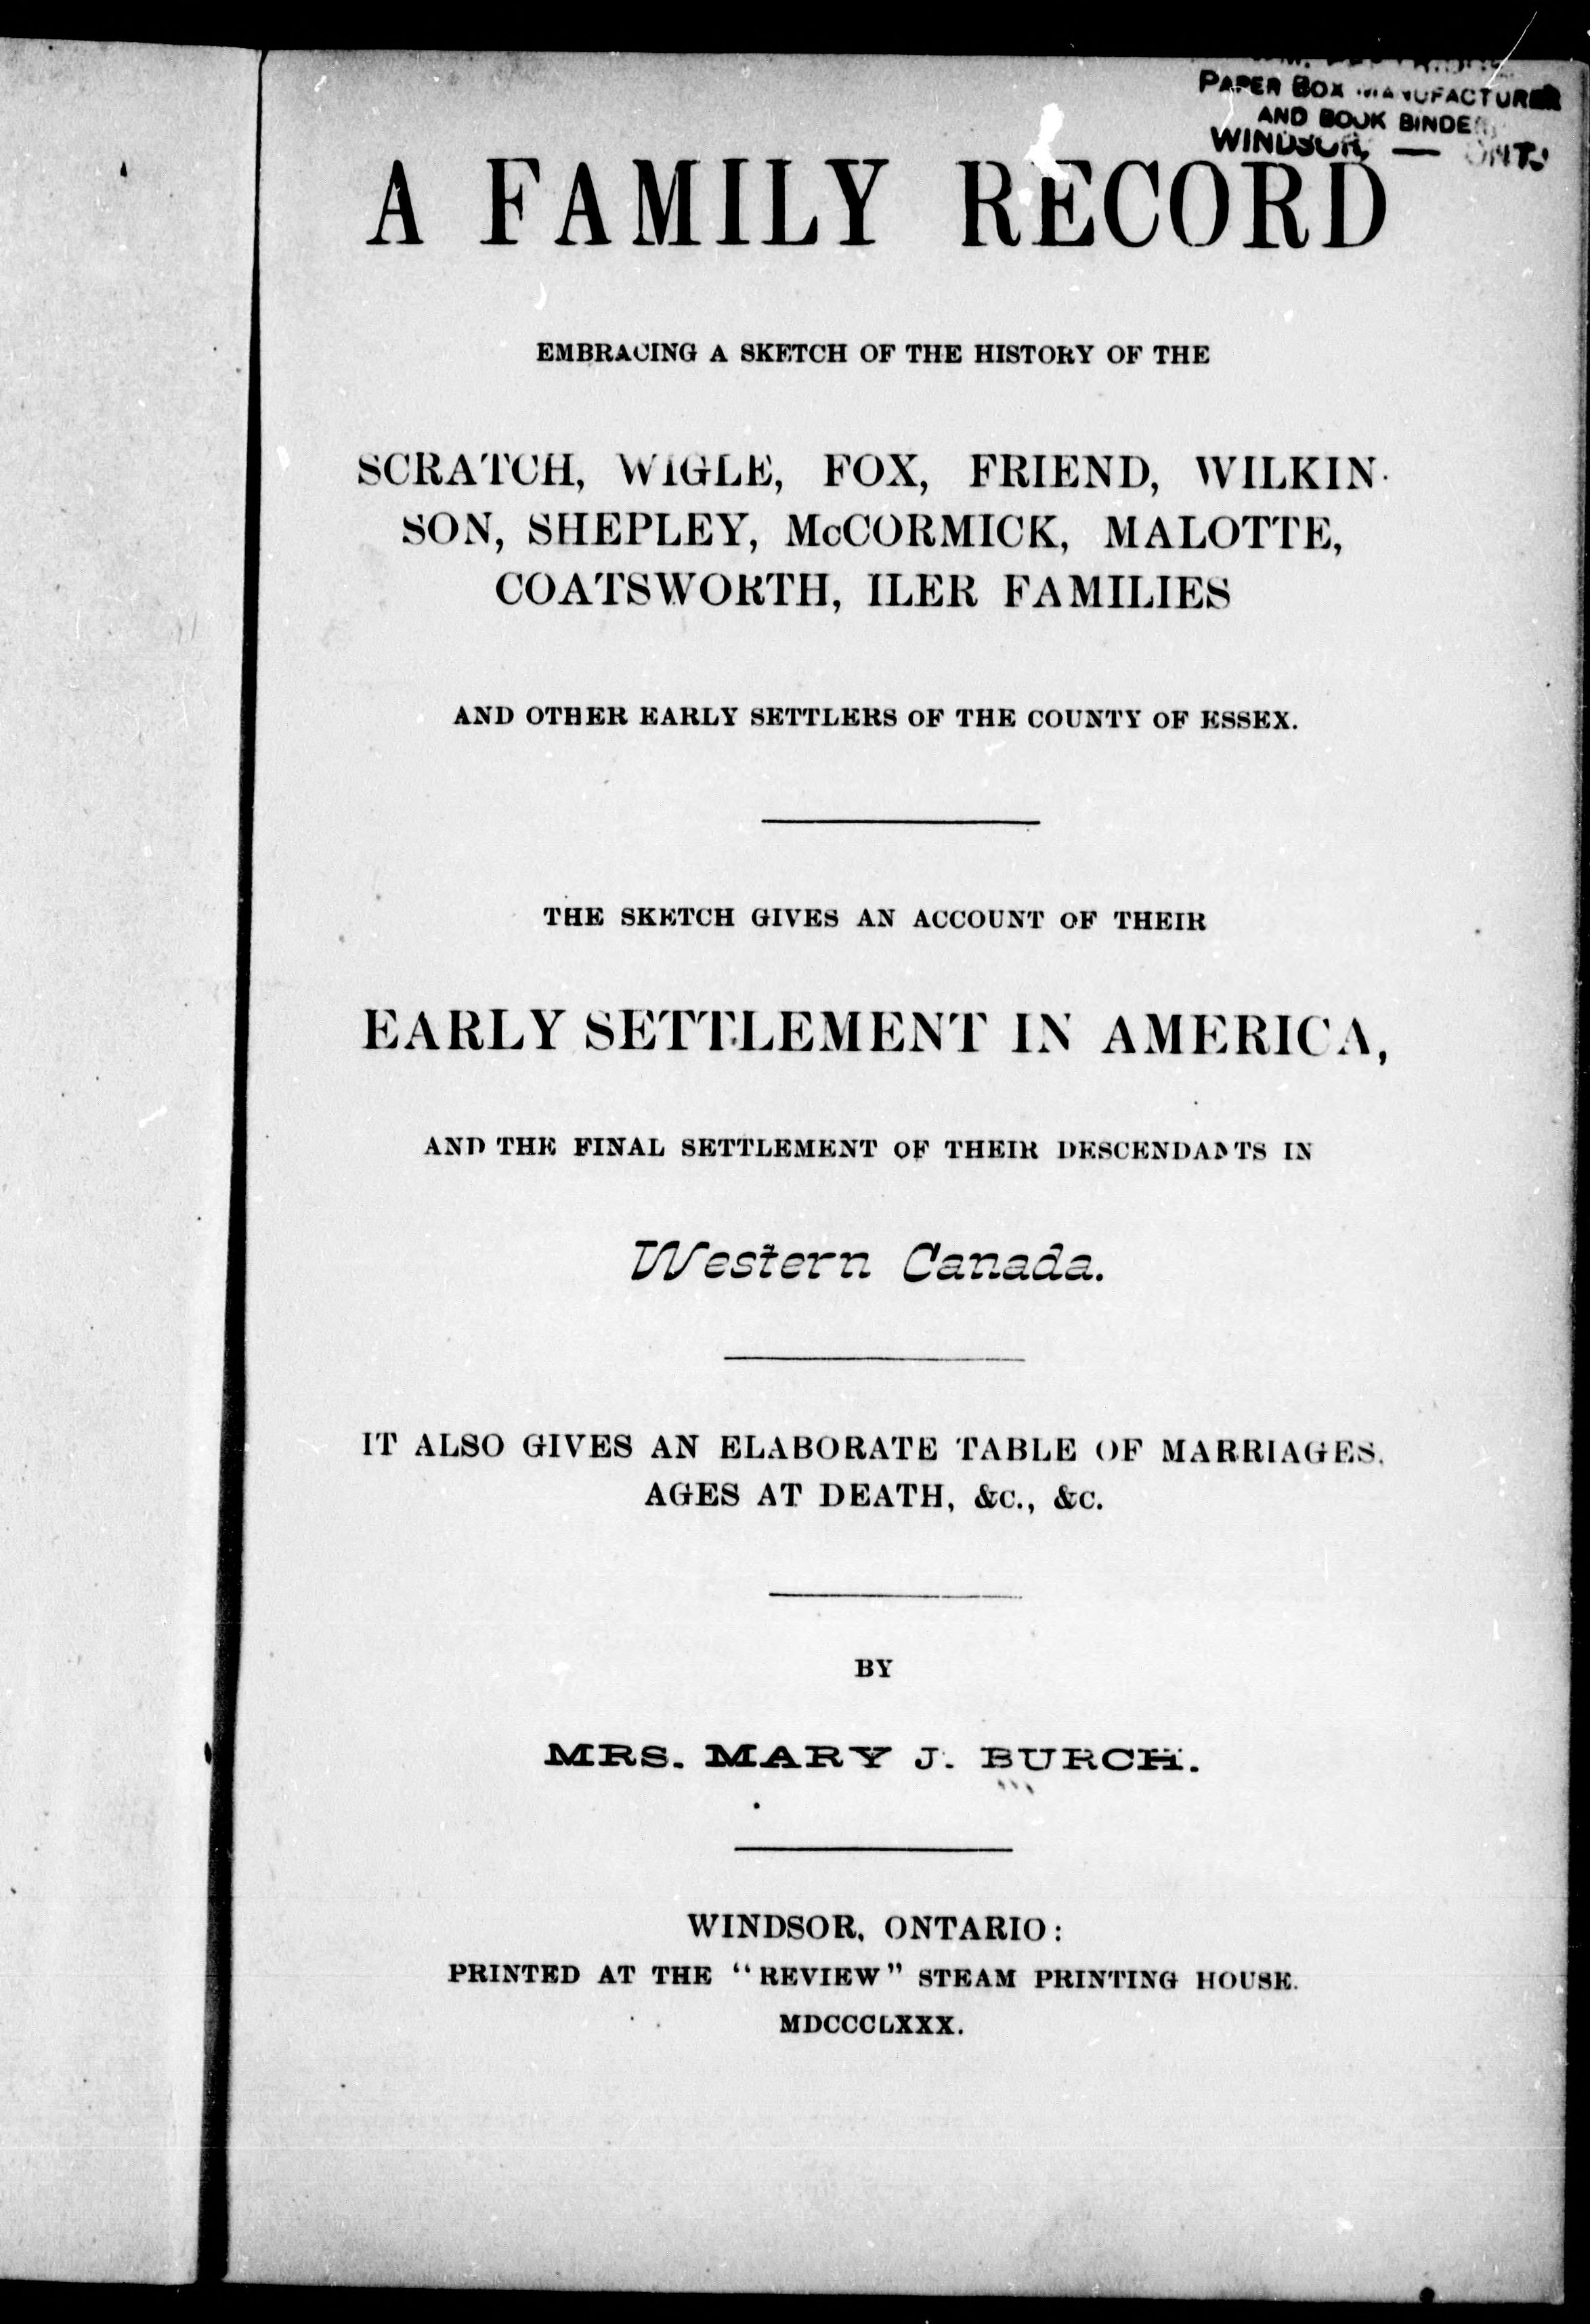 PAPER BOX MANUFACTURER
AND BOOK BINDER,
WINDSOR, — ONT.
A FAMILY RECORD
EMBRACING A SKETCH OF THE HISTORY OF THE
SCRATCH, WIGLE, FOX, FRIEND, WILKIN-
SON, SHEPLEY, McCORMICK, MALOTTE,
COATSWORTH, ILER FAMILIES
AND OTHER EARLY SETTLERS OF THE COUNTY OF ESSEX.
THE SKETCH GIVES AN ACCOUNT OF THEIR
EARLY SETTLEMENT IN AMERICA,
AND THE FINAL SETTLEMENT OF THEIR DESCENDANTS IN
Western Canada.
IT ALSO GIVES AN ELABORATE TABLE OF MARRIAGES,
AGES AT DEATH, &c., &c.
BY
MRS. MARY J. BURCH.
WINDSOR, ONTARIO:
PRINTED AT THE "REVIEW" STEAM PRINTING HOUSE.
MDCCCLXXX.